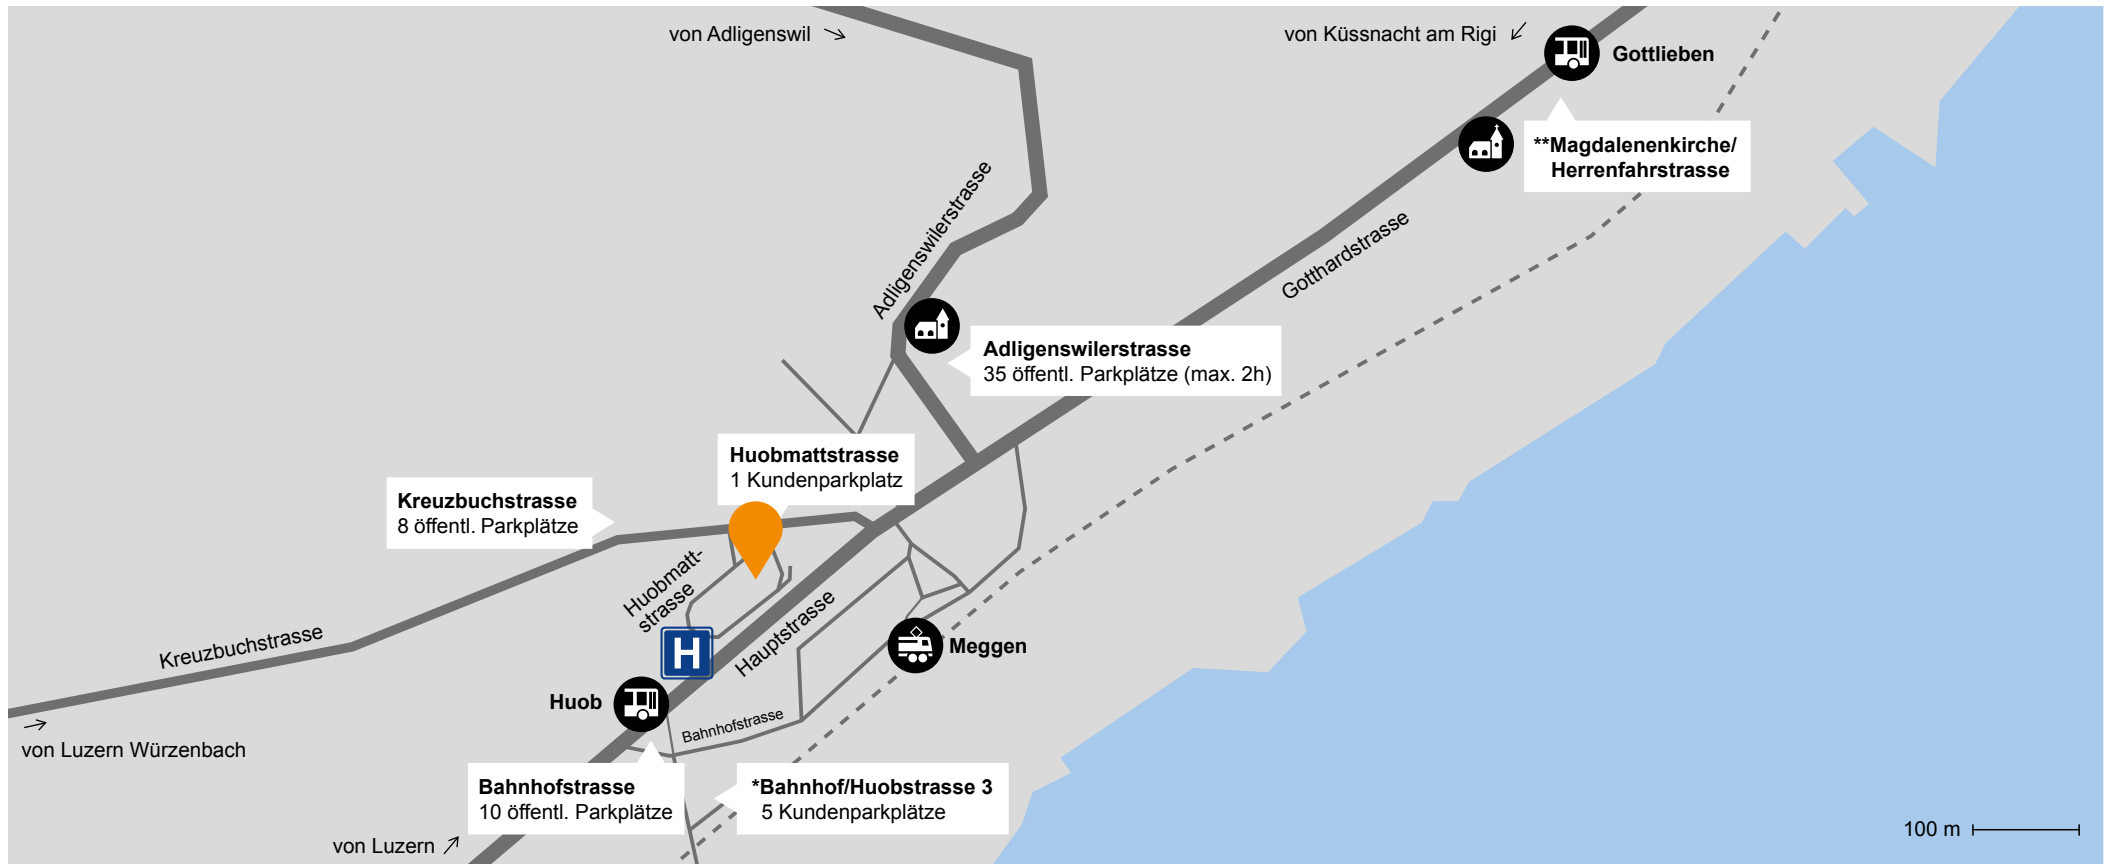 von Adligenswil
von Küssnacht am Rigi
Gottlieben
**Magdalenenkirche/
Herrenfahrstrasse
Adligenswilerstrasse
Gotthardstrasse
Adligenswilerstrasse
35 öffentl. Parkplätze (max. 2h)
Huobmattstrasse
1 Kundenparkplatz
Kreuzbuchstrasse
8 öffentl. Parkplätze
Huobmatt-
strasse
Hauptstrasse
Kreuzbuchstrasse
H
Meggen
Huob
Bahnhofstrasse
von Luzern Würzenbach
Bahnhofstrasse
10 öffentl. Parkplätze
*Bahnhof/Huobstrasse 3
5 Kundenparkplätze
von Luzern
100 m